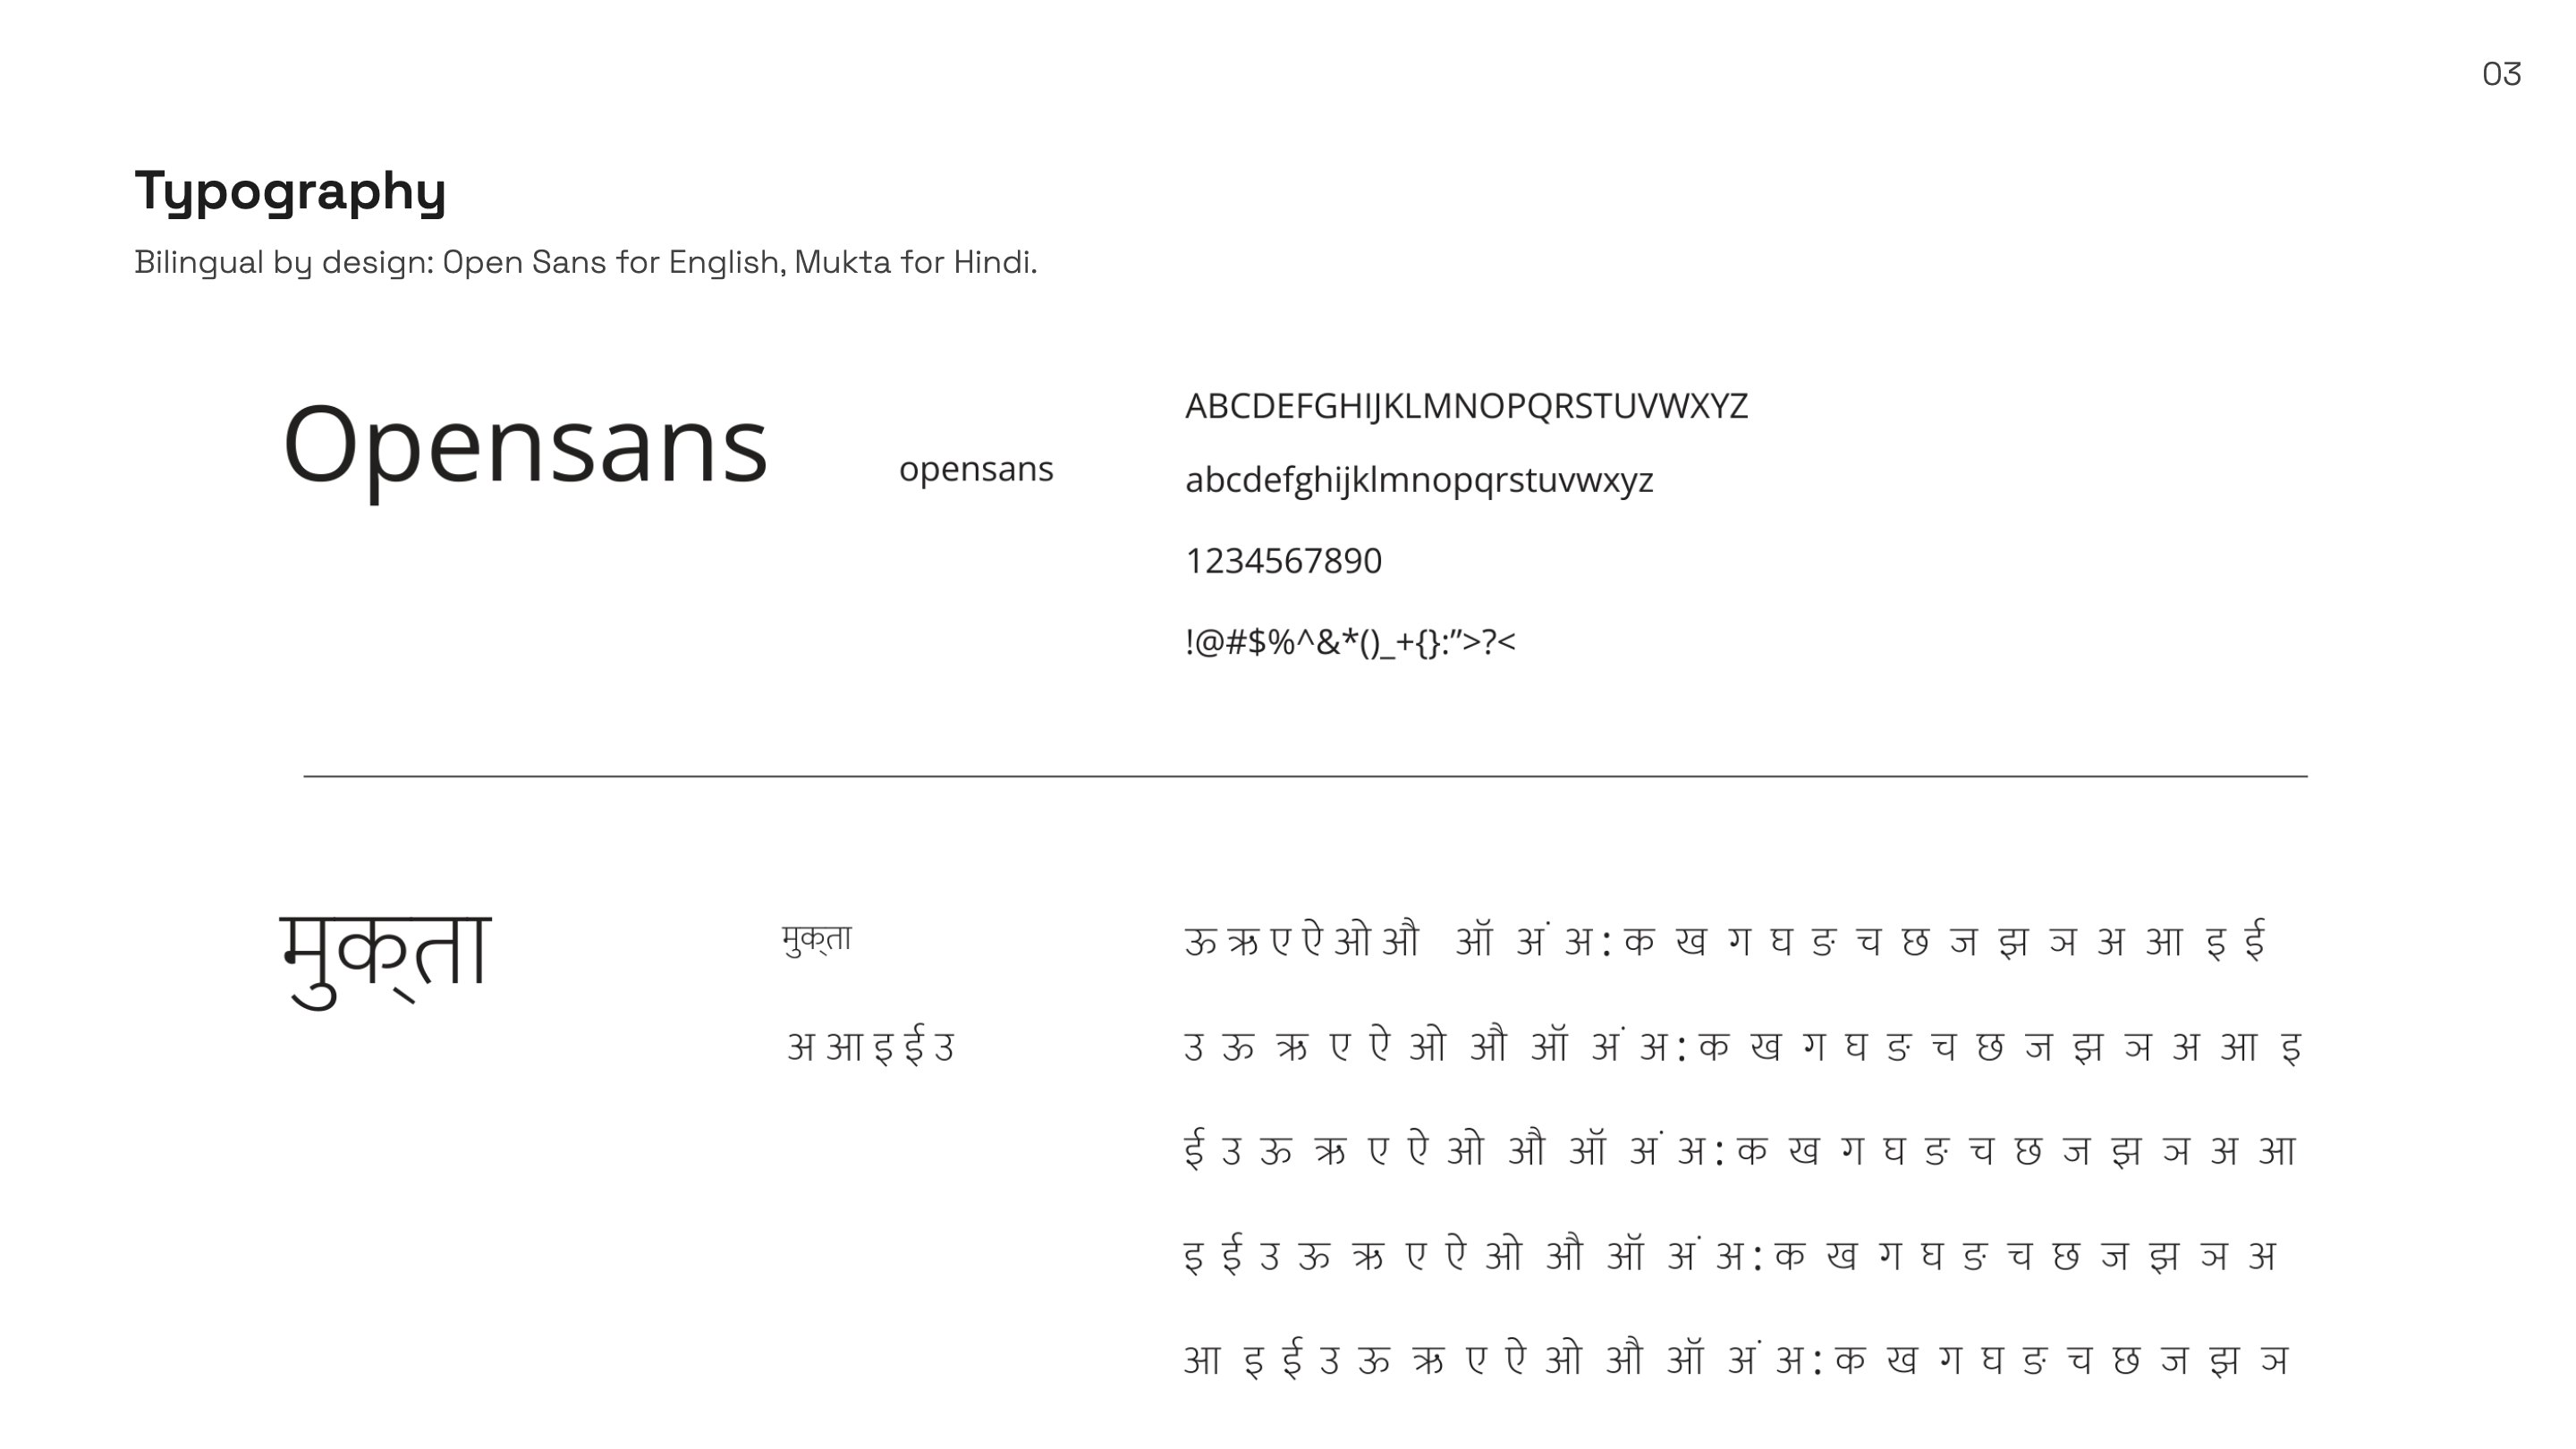 03
Typography
Bilingual by design: Open Sans for English, Mukta for Hindi.
Opensans
opensans
ABCDEFGHIJKLMNOPQRSTUVWXYZ
abcdefghijklmnopqrstuvwxyz
1234567890
!@#$%^&*()_+{}:”>?<
मुक्‌ता
मुक्‌ता
अ आ इ ई उ
ऊ ऋ ए ऐ ओ औ ऑ अं अ: क ख ग घ ङ च छ ज झ ञ अ आ इ ई
उ ऊ ऋ ए ऐ ओ औ ऑ अं अ: क ख ग घ ङ च छ ज झ ञ अ आ इ
ई उ ऊ ऋ ए ऐ ओ औ ऑ अं अ: क ख ग घ ङ च छ ज झ ञ अ आ
इ ई उ ऊ ऋ ए ऐ ओ औ ऑ अं अ: क ख ग घ ङ च छ ज झ ञ अ
आ इ ई उ ऊ ऋ ए ऐ ओ औ ऑ अं अ: क ख ग घ ङ च छ ज झ ञ